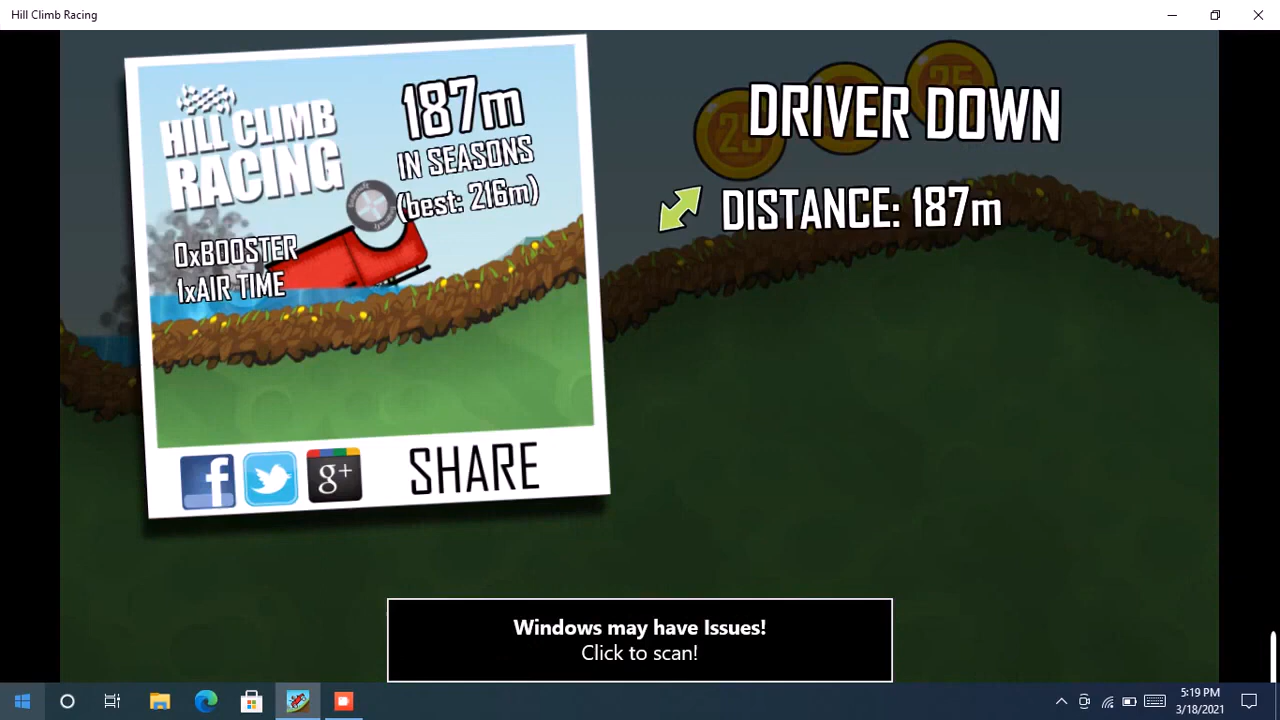 Hill Climb Racing
HILL CLIMB
RACING
187m
IN SEASONS
(best: 216m)
0xBOOSTER
1xAIR TIME
f
g+
SHARE
DRIVER DOWN
DISTANCE: 187m
Windows may have Issues!
Click to scan!
5:19 PM
3/18/2021